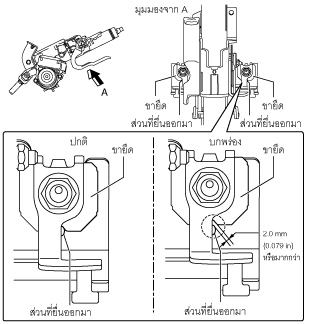 มุมมองจาก A
A
ขายึด
ขายึด
ส่วนที่ยื่นออกมา
ส่วนที่ยื่นออกมา
ปกติ
ขายึด
ส่วนที่ยื่นออกมา
บกพร่อง
ขายึด
2.0 mm
(0.079 in)
หรือมากกว่า
ส่วนที่ยื่นออกมา